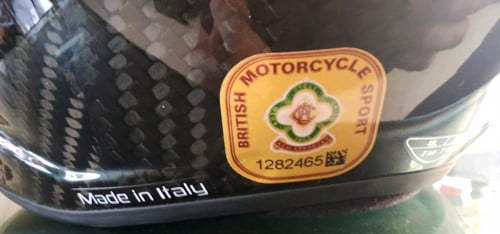 BRITISH MOTORCYCLE SPORT
1282465
Made in Italy